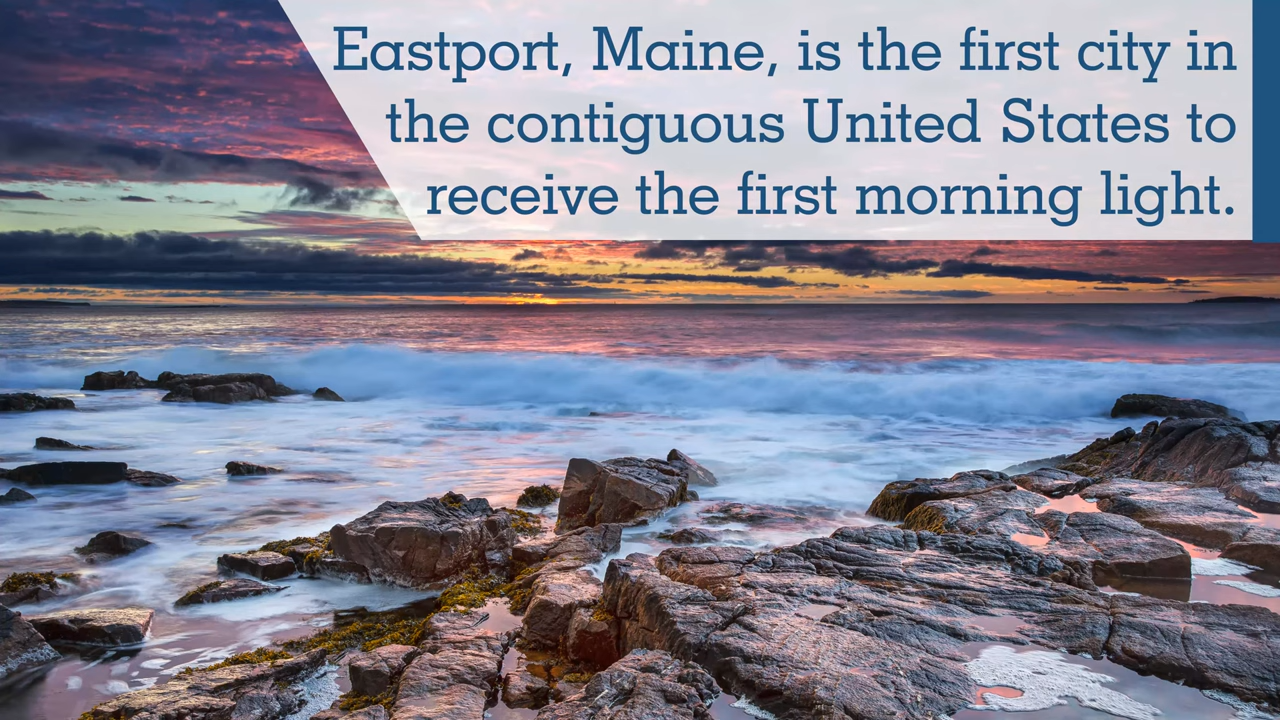 Eastport, Maine, is the first city in
the contiguous United States to
receive the first morning light.